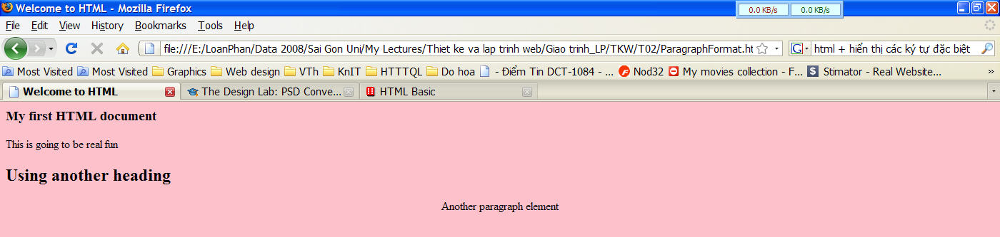 Welcome to HTML - Mozilla Firefox
0.0 KB/s 0.0 KB/s
File Edit View History Bookmarks Tools Help
file:///E:/LoanPhan/Data 2008/Sai Gon Uni/My Lectures/Thiet ke va lap trinh web/Giao trinh_LP/TKW/T02/ParagraphFormat.ht G html + hiển thị các ký tự đặc biệt
Most Visited Most Visited Graphics Web design VTh KnIT HTTTQL Do hoa - Điểm Tin DCT-1084 - ... Nod32 My movies collection - F... S Stimator - Real Website... »
Welcome to HTML The Design Lab: PSD Conve... HTML Basic
My first HTML document
This is going to be real fun
Using another heading
Another paragraph element